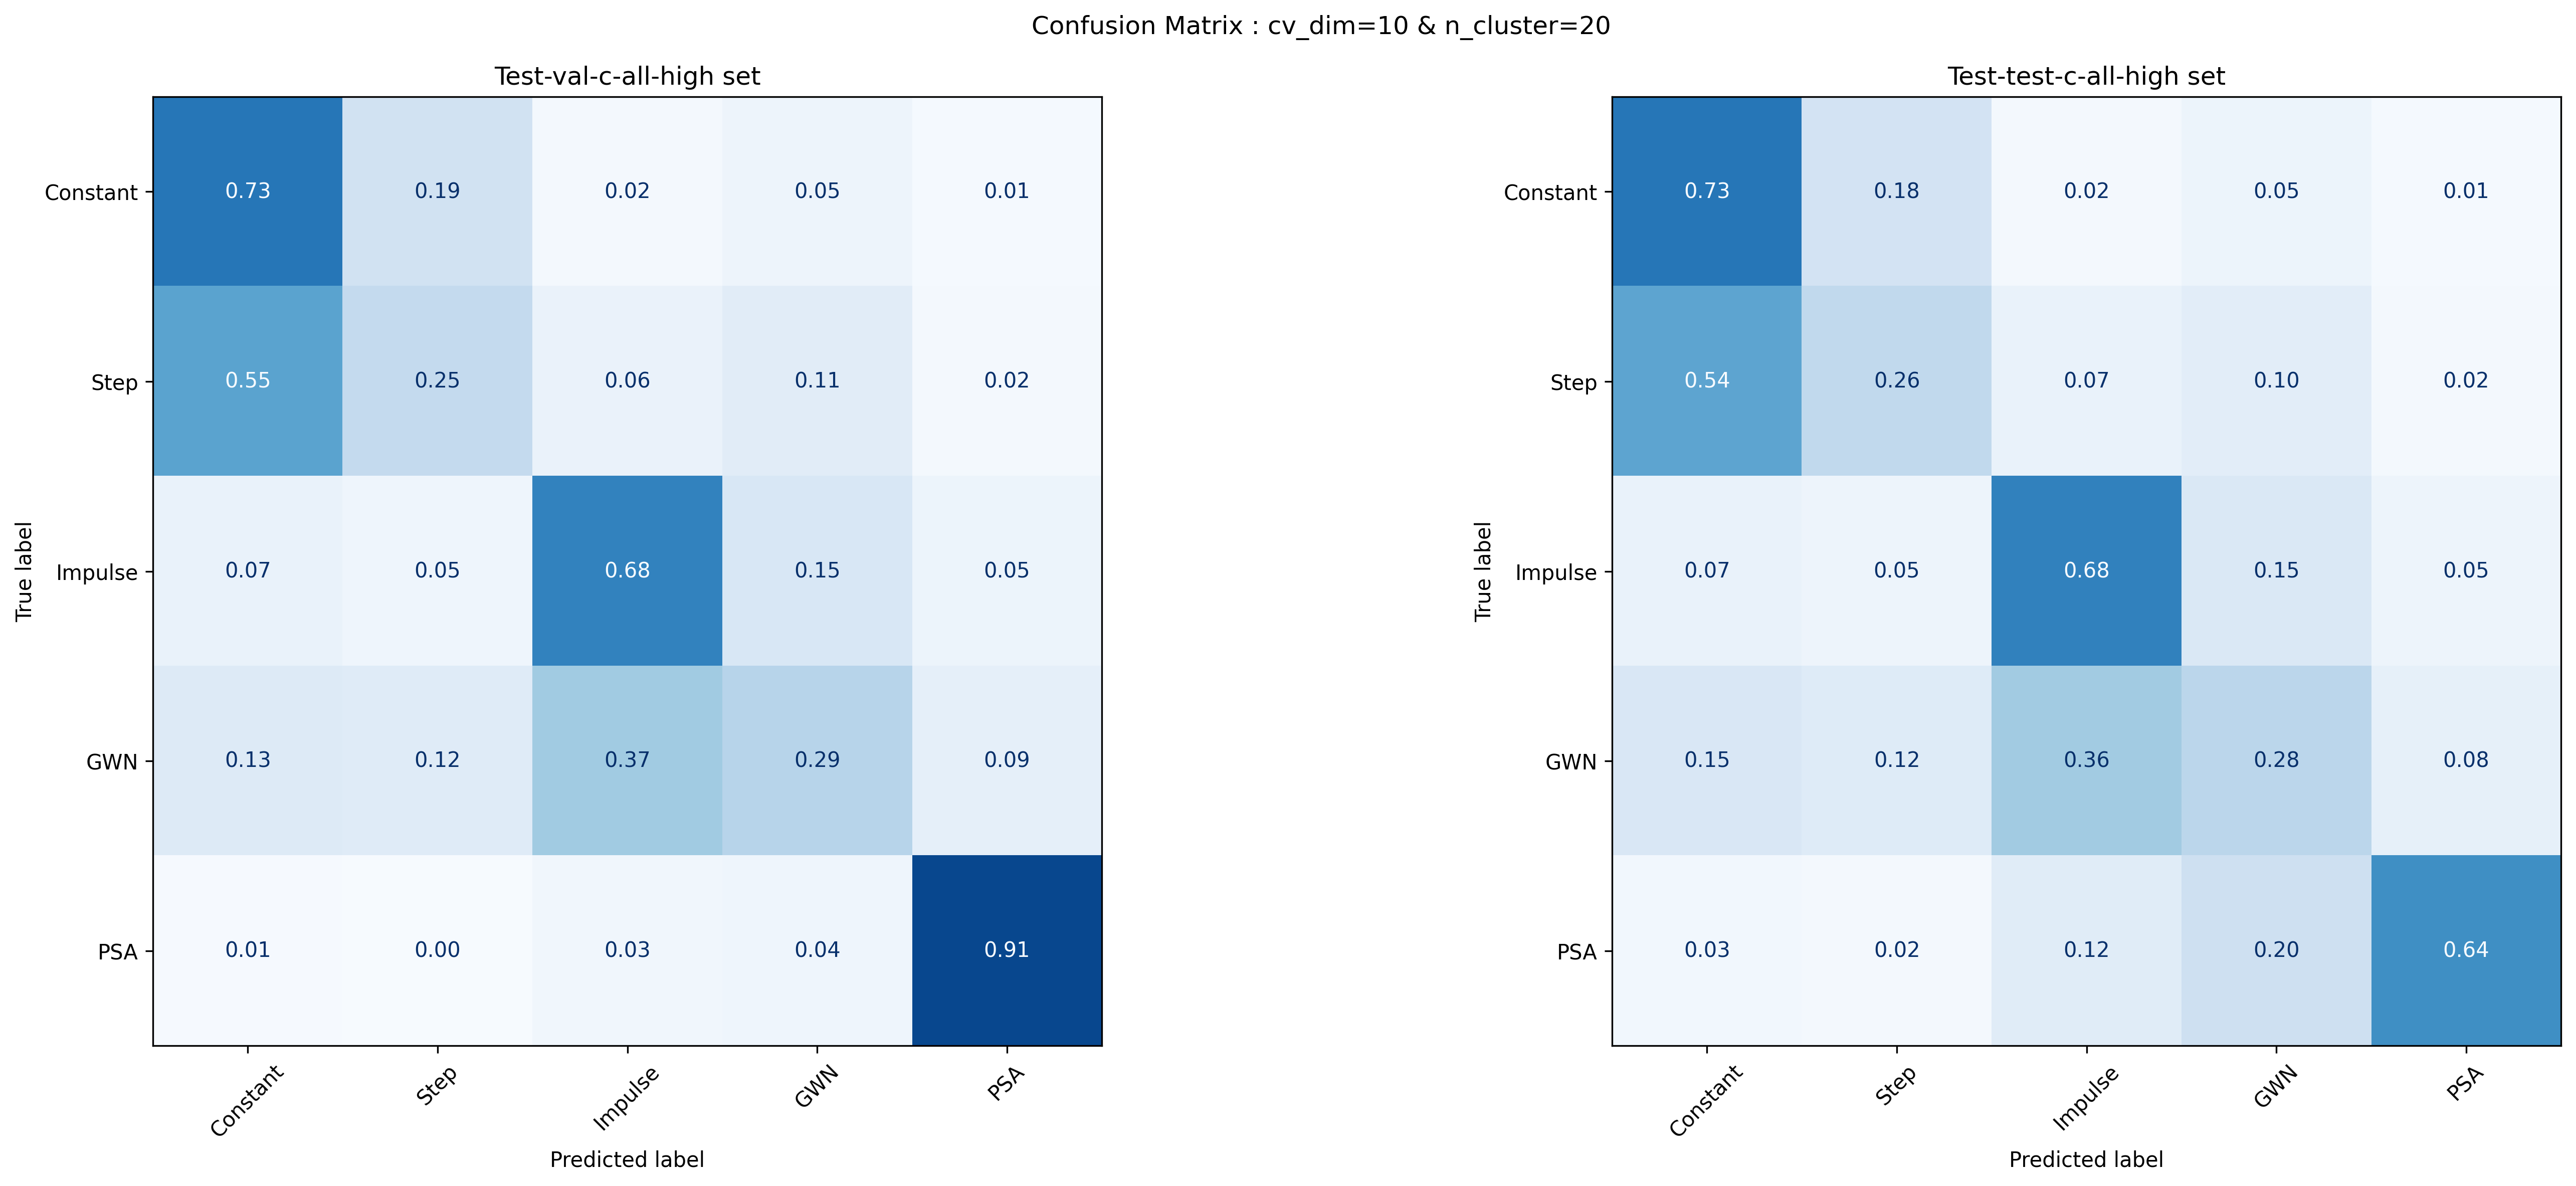 Confusion Matrix : cv_dim=10 & n_cluster=20
Test-val-c-all-high set
True label
Constant 0.73 0.19 0.02 0.05 0.01
Step 0.55 0.25 0.06 0.11 0.02
Impulse 0.07 0.05 0.68 0.15 0.05
GWN 0.13 0.12 0.37 0.29 0.09
PSA 0.01 0.00 0.03 0.04 0.91
Constant Step Impulse GWN PSA
Predicted label
Test-test-c-all-high set
True label
Constant 0.73 0.18 0.02 0.05 0.01
Step 0.54 0.26 0.07 0.10 0.02
Impulse 0.07 0.05 0.68 0.15 0.05
GWN 0.15 0.12 0.36 0.28 0.08
PSA 0.03 0.02 0.12 0.20 0.64
Constant Step Impulse GWN PSA
Predicted label